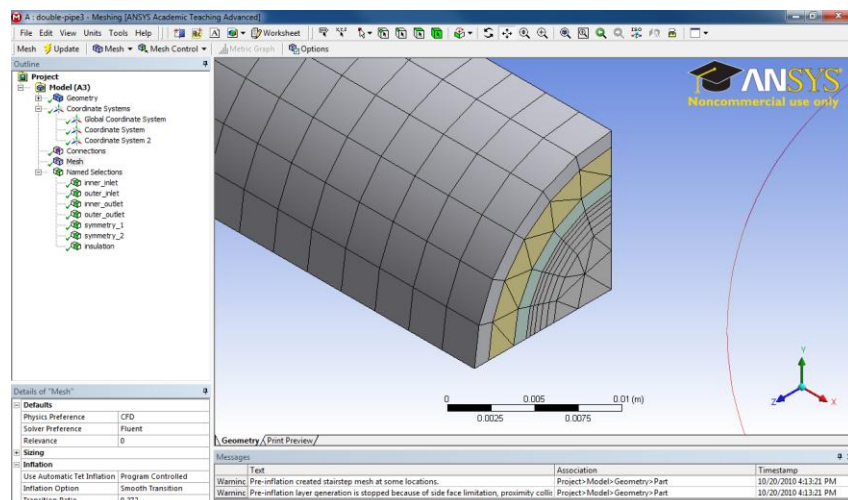 A : double-pipe3 - Meshing [ANSYS Academic Teaching Advanced]
File Edit View Units Tools Help Worksheet
Mesh Update Mesh Mesh Control Metric Graph Options
Outline
Project
Model (A3)
Geometry
Coordinate Systems
Global Coordinate System
Coordinate System
Coordinate System 2
Connections
Mesh
Named Selections
inner_inlet
outer_inlet
inner_outlet
outer_outlet
symmetry_1
symmetry_2
insulation
ANSYS
Noncommercial use only
0 0.005 0.01 (m)
0.0025 0.0075
Y
Z X
Geometry Print Preview
Details of "Mesh"
Defaults
Physics Preference CFD
Solver Preference Fluent
Relevance 0
Sizing
Inflation
Use Automatic Tet Inflation Program Controlled
Inflation Option Smooth Transition
Transition Ratio 0.272
Messages
Text Association Timestamp
Warning Pre-inflation created stairstep mesh at some locations. Project>Model>Geometry>Part 10/20/2010 4:13:21 PM
Warning Pre-inflation layer generation is stopped because of side face limitation, proximity collis Project>Model>Geometry>Part 10/20/2010 4:13:21 PM